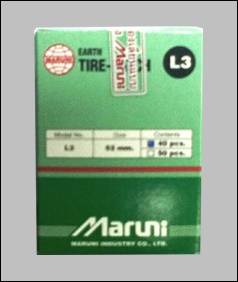 MARUNI
EARTH
TIRE-
L3
Maruni
Model No. Size Contents
L3 52 mm. 40 pcs.
50 pcs.
Maruni
MARUNI INDUSTRY CO., LTD.